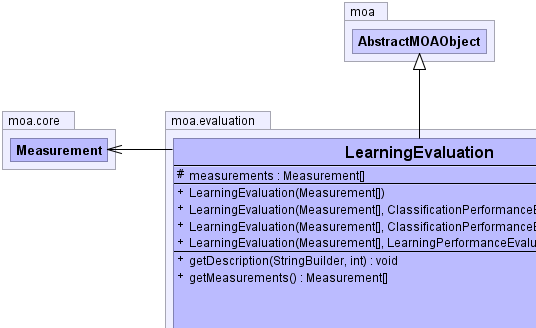 moa
AbstractMOAObject
moa.core
Measurement
moa.evaluation
LearningEvaluation
# measurements : Measurement[]
+ LearningEvaluation(Measurement[])
+ LearningEvaluation(Measurement[], ClassificationPerformanceE
+ LearningEvaluation(Measurement[], ClassificationPerformanceE
+ LearningEvaluation(Measurement[], LearningPerformanceEvalu
+ getDescription(StringBuilder, int) : void
+ getMeasurements() : Measurement[]